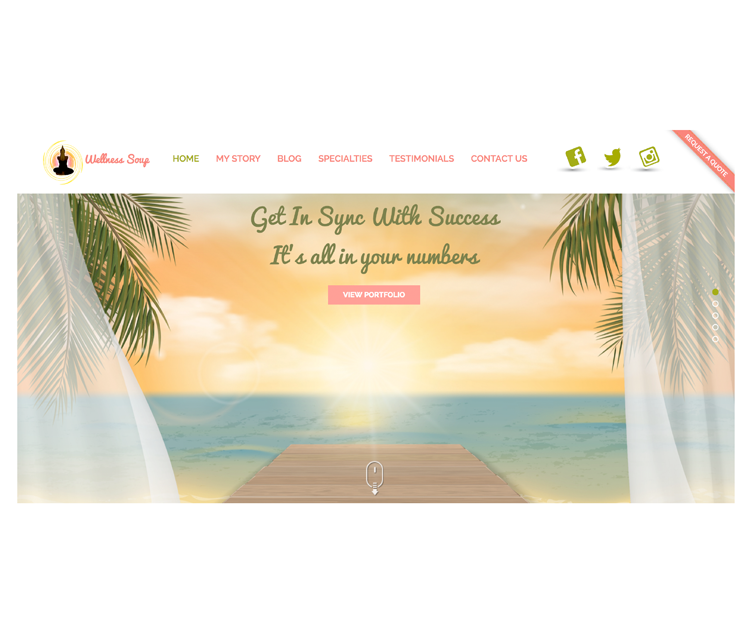 Wellness Soup
HOME
MY STORY
BLOG
SPECIALTIES
TESTIMONIALS
CONTACT US
REQUEST A QUOTE
Get In Sync With Success
It's all in your numbers
VIEW PORTFOLIO